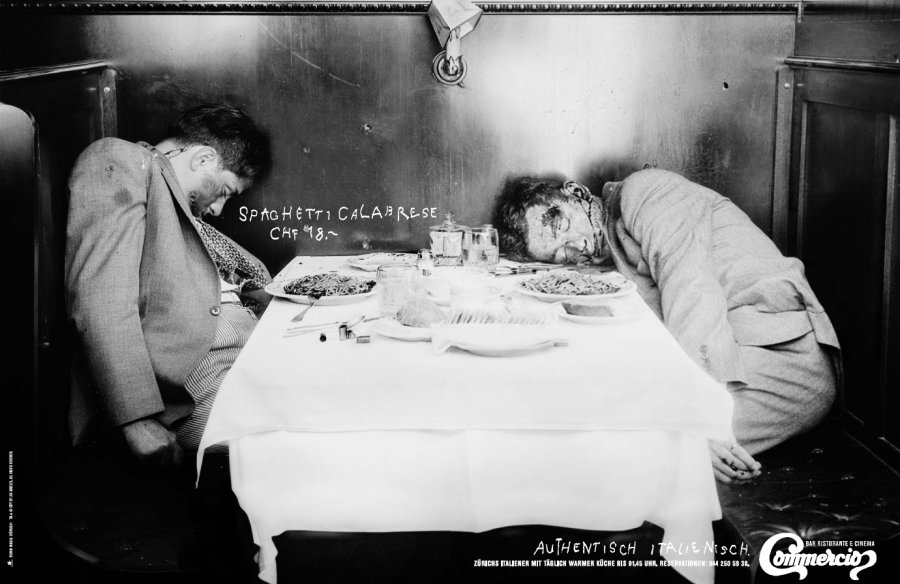 SPAGHETTI CALABRESE
CHF 18.~
AUTHENTISCH ITALIENISCH.
ZÜRICHS ITALIENER MIT TÄGLICH WARMER KÜCHE BIS 01.45 UHR, RESERVATIONEN: 044 250 59 30.
BAR RISTORANTE E CINEMA
Commercio